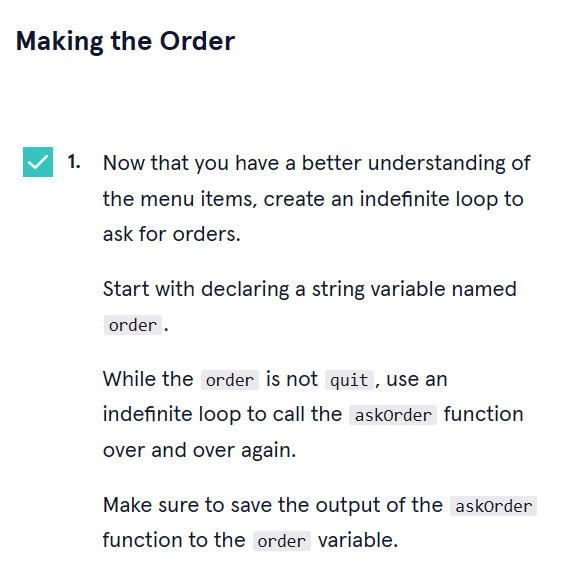 Making the Order
1. Now that you have a better understanding of
the menu items, create an indefinite loop to
ask for orders.
Start with declaring a string variable named
order.
While the order is not quit, use an
indefinite loop to call the askOrder function
over and over again.
Make sure to save the output of the askOrder
function to the order variable.